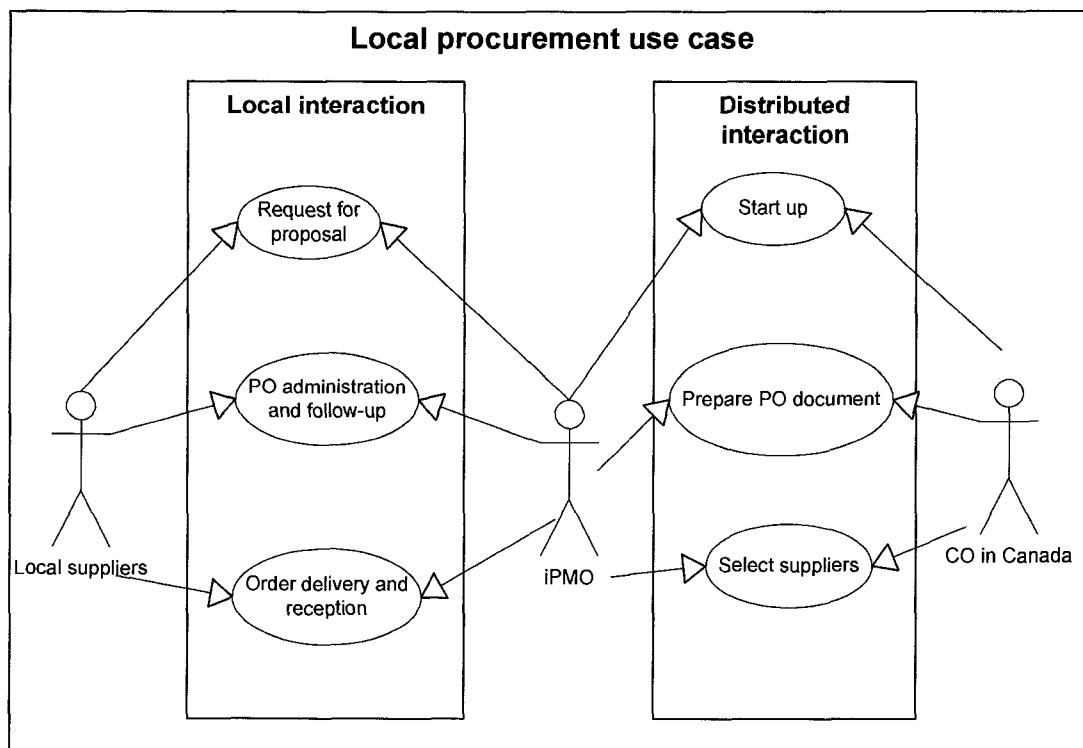 Local procurement use case
Local interaction
Distributed
interaction
Request for
proposal
Start up
PO administration
and follow-up
Prepare PO document
Local suppliers
Order delivery and
reception
iPMO
Select suppliers
CO in Canada